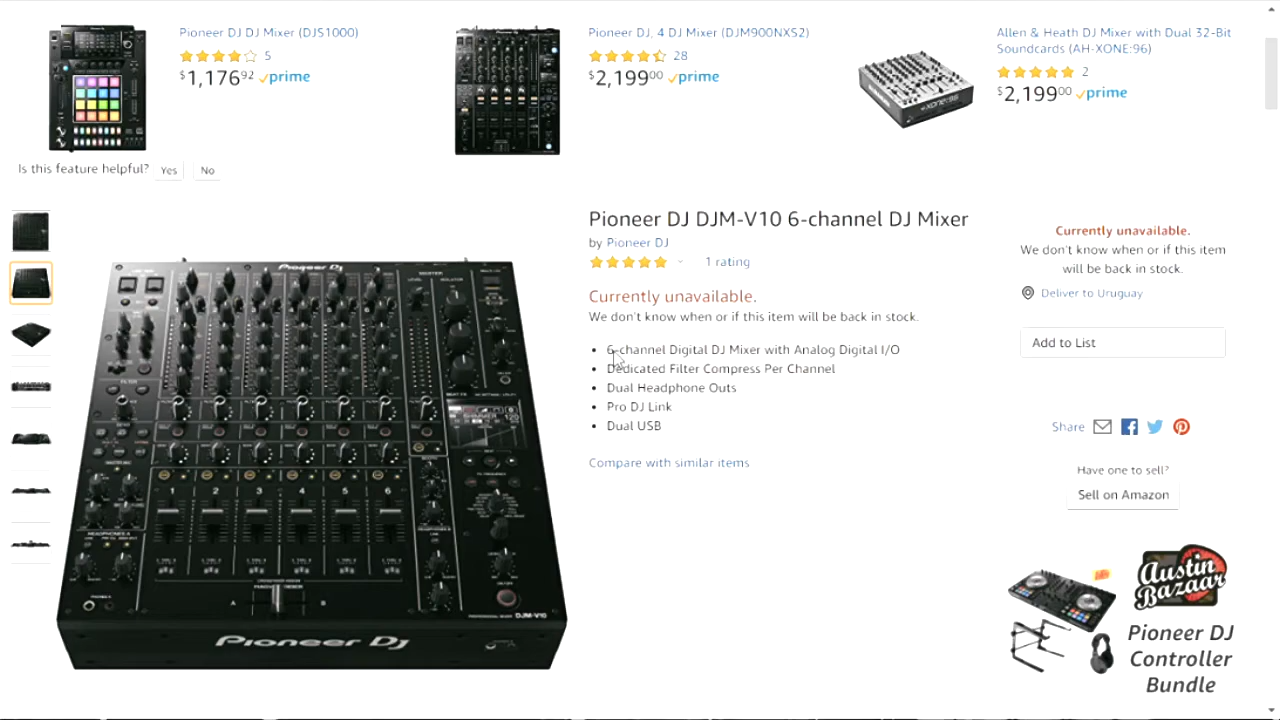 Pioneer DJ DJ Mixer (DJS1000)
5
$1,176 92 prime
Pioneer DJ, 4 DJ Mixer (DJM900NXS2)
28
$2,199 00 prime
Allen & Heath DJ Mixer with Dual 32-Bit
Soundcards (AH-XONE:96)
2
$2,199 00 prime
Is this feature helpful? Yes No
Pioneer DJ DJM-V10 6-channel DJ Mixer
by Pioneer DJ
1 rating
Currently unavailable.
We don't know when or if this item will be back in stock.
6-channel Digital DJ Mixer with Analog Digital I/O
Dedicated Filter Compress Per Channel
Dual Headphone Outs
Pro DJ Link
Dual USB
Compare with similar items
Currently unavailable.
We don't know when or if this item
will be back in stock.
Deliver to Uruguay
Add to List
Share
Have one to sell?
Sell on Amazon
Austin
Bazaar
Pioneer DJ
Controller
Bundle
Pioneer Dj
MASTER
LEVEL
ISOLATOR
FILTER
BEAT FX
1 2 3 4 5 6
HEADPHONES A
A B
DJM-V10
Pioneer Dj